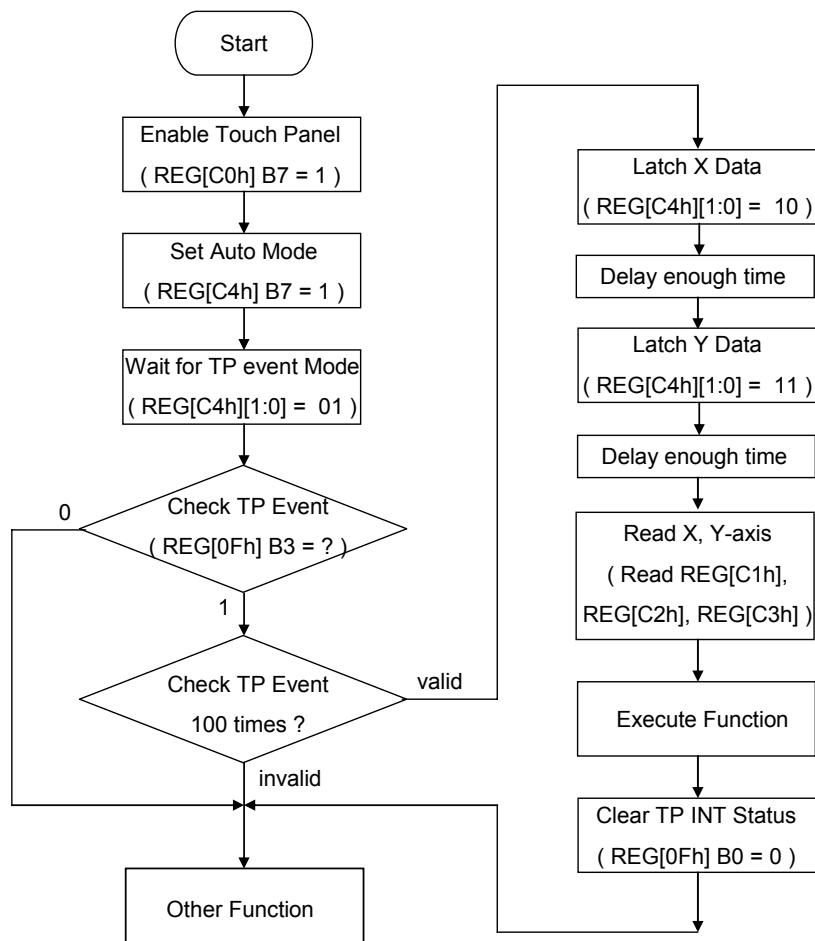 Start
Enable Touch Panel
( REG[C0h] B7 = 1 )
Set Auto Mode
( REG[C4h] B7 = 1 )
Wait for TP event Mode
( REG[C4h][1:0] = 01 )
0
Check TP Event
( REG[0Fh] B3 = ? )
1
Check TP Event
100 times ?
valid
invalid
Other Function
Latch X Data
( REG[C4h][1:0] = 10 )
Delay enough time
Latch Y Data
( REG[C4h][1:0] = 11 )
Delay enough time
Read X, Y-axis
( Read REG[C1h],
REG[C2h], REG[C3h] )
Execute Function
Clear TP INT Status
( REG[0Fh] B0 = 0 )